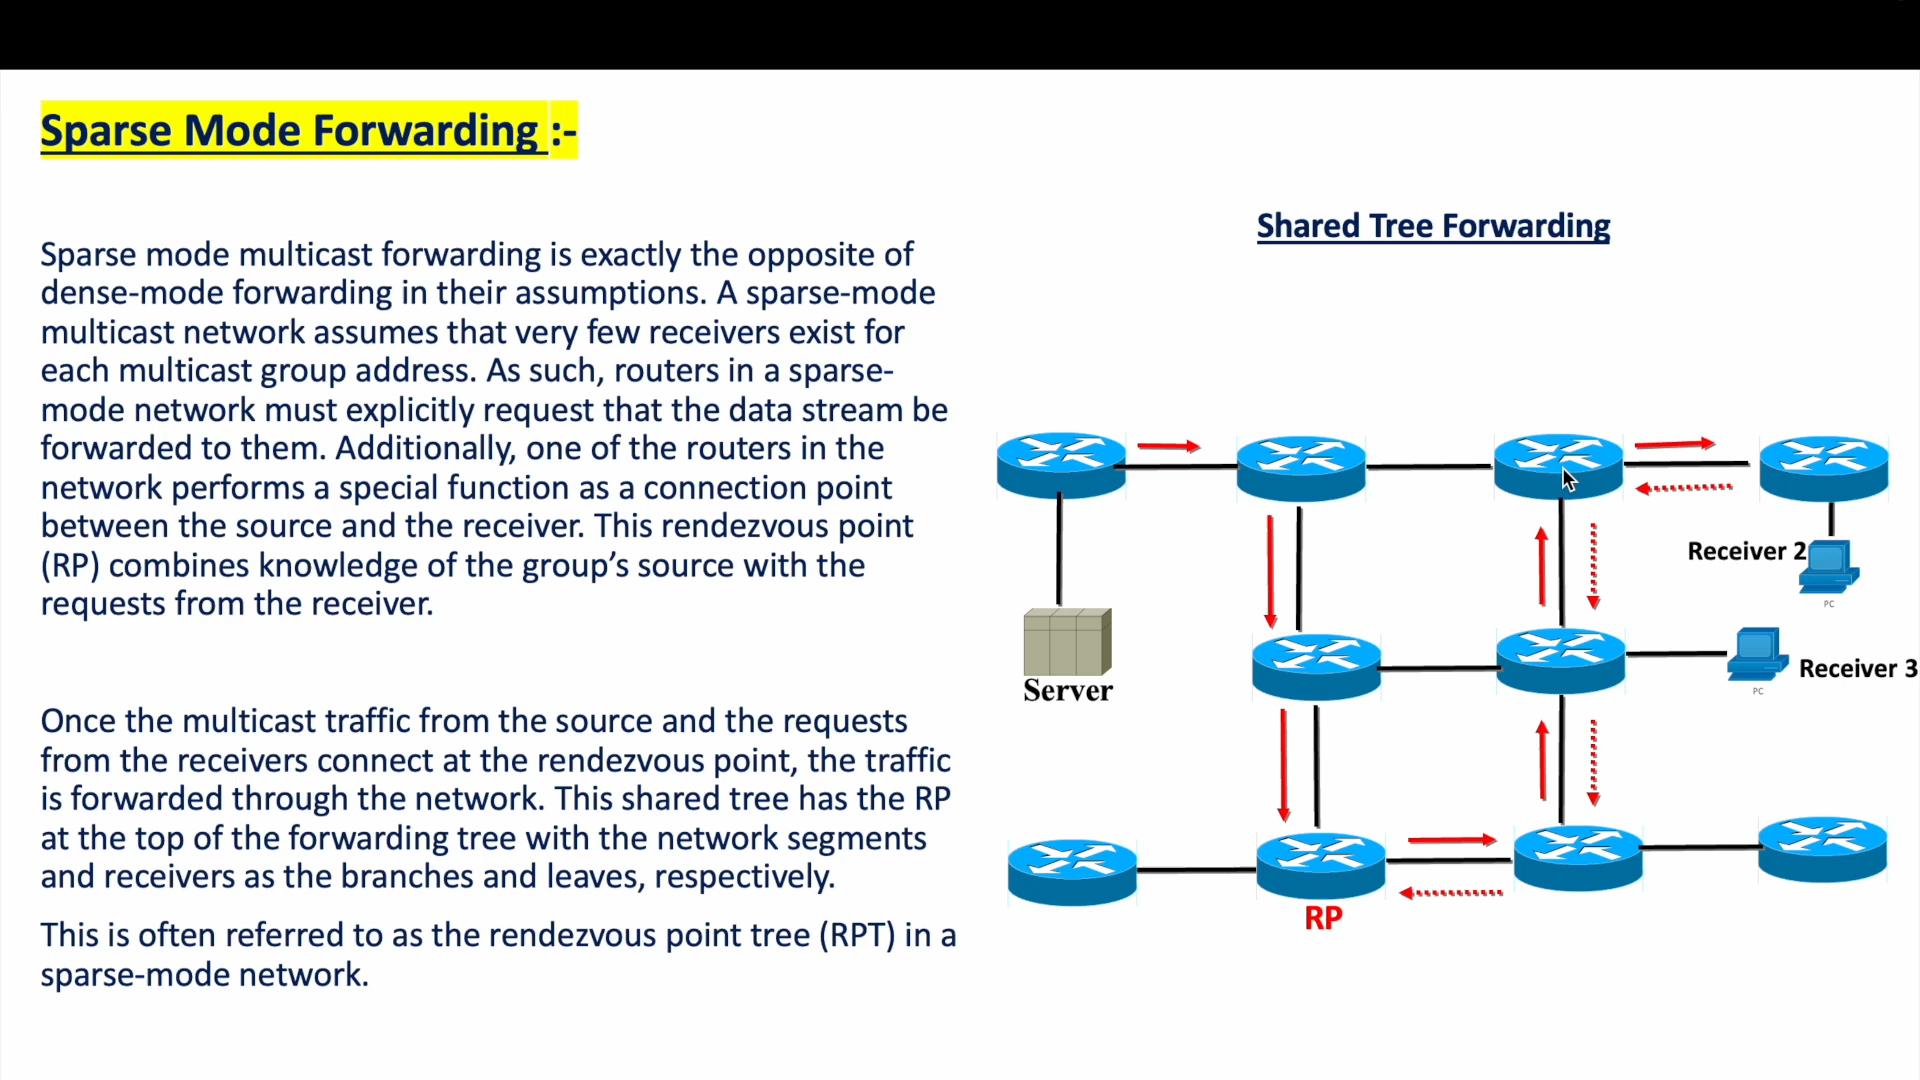 Sparse Mode Forwarding :-
Sparse mode multicast forwarding is exactly the opposite of
dense-mode forwarding in their assumptions. A sparse-mode
multicast network assumes that very few receivers exist for
each multicast group address. As such, routers in a sparse-
mode network must explicitly request that the data stream be
forwarded to them. Additionally, one of the routers in the
network performs a special function as a connection point
between the source and the receiver. This rendezvous point
(RP) combines knowledge of the group’s source with the
requests from the receiver.
Once the multicast traffic from the source and the requests
from the receivers connect at the rendezvous point, the traffic
is forwarded through the network. This shared tree has the RP
at the top of the forwarding tree with the network segments
and receivers as the branches and leaves, respectively.
This is often referred to as the rendezvous point tree (RPT) in a
sparse-mode network.
Shared Tree Forwarding
Receiver 2
PC
Receiver 3
PC
Server
RP